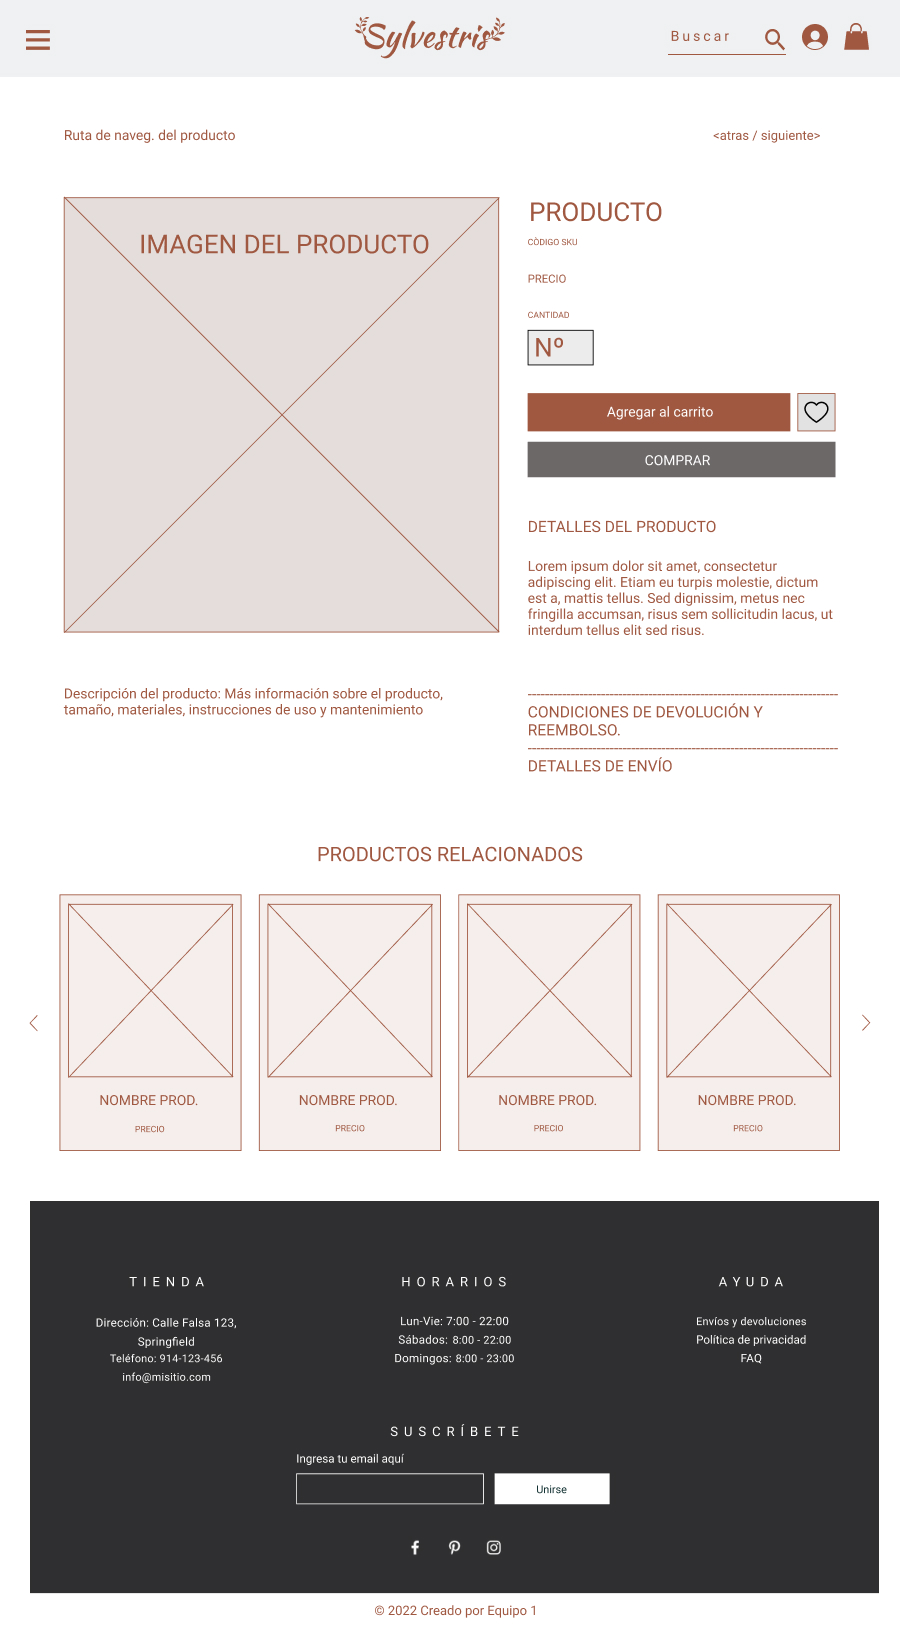 Sylvestris
Buscar
Ruta de naveg. del producto
<atras / siguiente>
IMAGEN DEL PRODUCTO
PRODUCTO
CÒDIGO SKU
PRECIO
CANTIDAD
Nº
Agregar al carrito
COMPRAR
DETALLES DEL PRODUCTO
Lorem ipsum dolor sit amet, consectetur
adipiscing elit. Etiam eu turpis molestie, dictum
est a, mattis tellus. Sed dignissim, metus nec
fringilla accumsan, risus sem sollicitudin lacus, ut
interdum tellus elit sed risus.
Descripción del producto: Más información sobre el producto,
tamaño, materiales, instrucciones de uso y mantenimiento
CONDICIONES DE DEVOLUCIÓN Y
REEMBOLSO.
DETALLES DE ENVÍO
PRODUCTOS RELACIONADOS
NOMBRE PROD.
PRECIO
NOMBRE PROD.
PRECIO
NOMBRE PROD.
PRECIO
NOMBRE PROD.
PRECIO
TIENDA
Dirección: Calle Falsa 123,
Springfield
Teléfono: 914-123-456
info@misitio.com
HORARIOS
Lun-Vie: 7:00 - 22:00
Sábados: 8:00 - 22:00
Domingos: 8:00 - 23:00
AYUDA
Envíos y devoluciones
Política de privacidad
FAQ
SUSCRÍBETE
Ingresa tu email aquí
Unirse
© 2022 Creado por Equipo 1